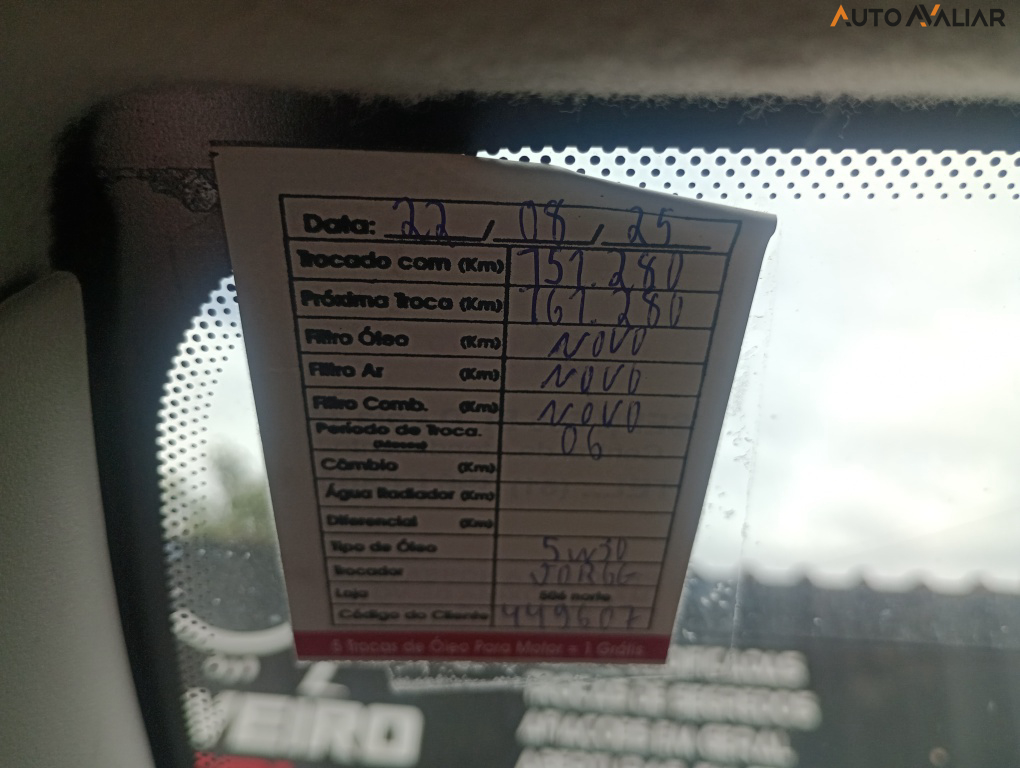 AUTO AVALIAR
Data: 22 / 08 / 25
Trocado com (Km) 151.280
Próxima Troca (Km) 161.280
Filtro Óleo (Km) NOVO
Filtro Ar (Km) NOVO
Filtro Comb. (Km) NOVO
Período de Troca. (Meses) 06
Câmbio (Km)
Água Radiador (Km)
Diferencial (Km)
Tipo de Óleo 5w30
Trocador JORGE
Loja 506 norte
Código do Cliente 449607
5 Trocas de Óleo Para Motor = 1 Grátis
VEIRO